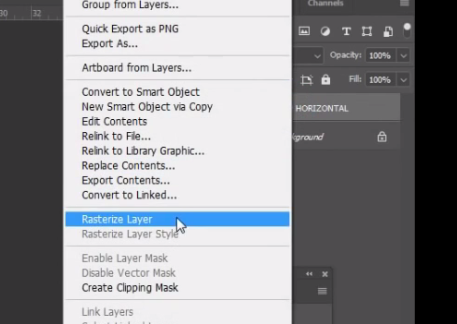 30 32
Group from Layers...
Channels
Quick Export as PNG
Export As...
T
Opacity: 100%
Artboard from Layers...
Fill: 100%
Convert to Smart Object
New Smart Object via Copy
HORIZONTAL
Edit Contents
Relink to File...
kground
Relink to Library Graphic...
Replace Contents...
Export Contents...
Convert to Linked...
Rasterize Layer
Rasterize Layer Style
Enable Layer Mask
Disable Vector Mask
Create Clipping Mask
Link Layers